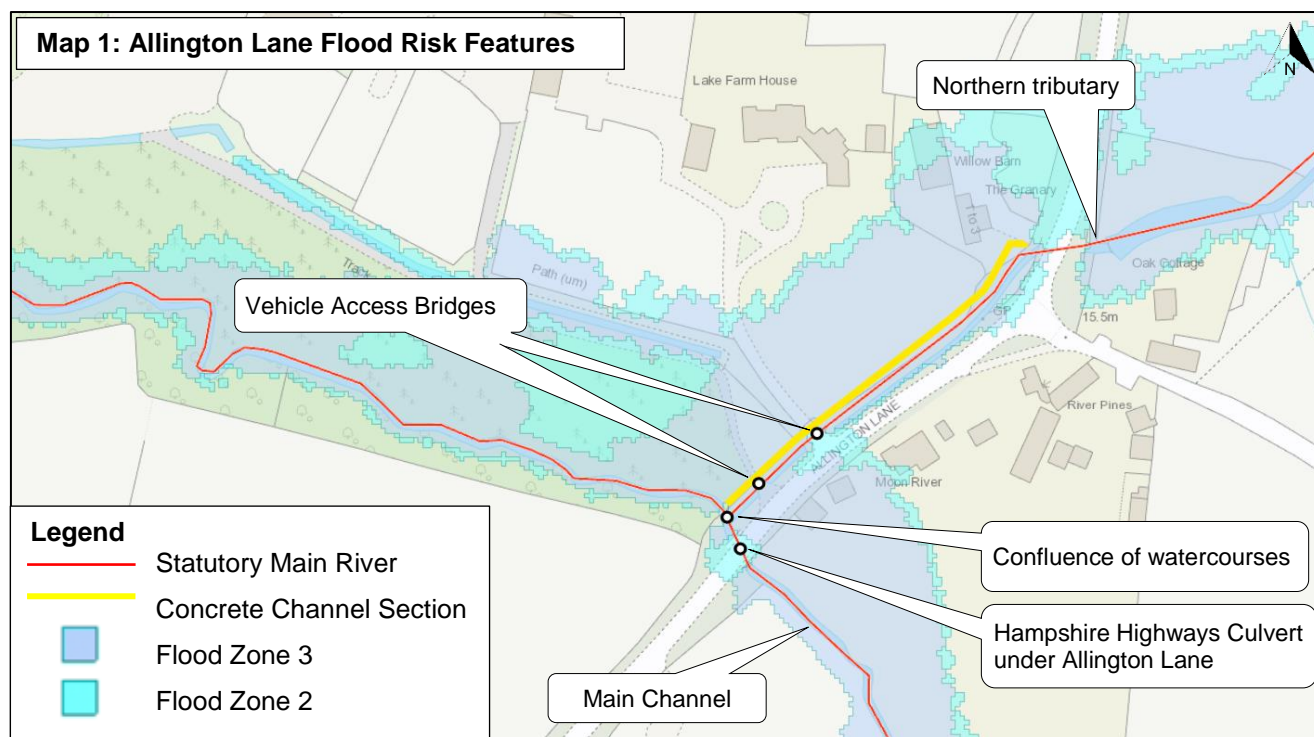 Map 1: Allington Lane Flood Risk Features
N
Lake Farm House
Northern tributary
Willow Barn
The Granary
1 to 3
Track
Path (um)
Oak Cottage
Vehicle Access Bridges
15.5m
ALLINGTON LANE
River Pines
Moon River
Legend
Statutory Main River
Concrete Channel Section
Flood Zone 3
Flood Zone 2
Confluence of watercourses
Hampshire Highways Culvert
under Allington Lane
Main Channel